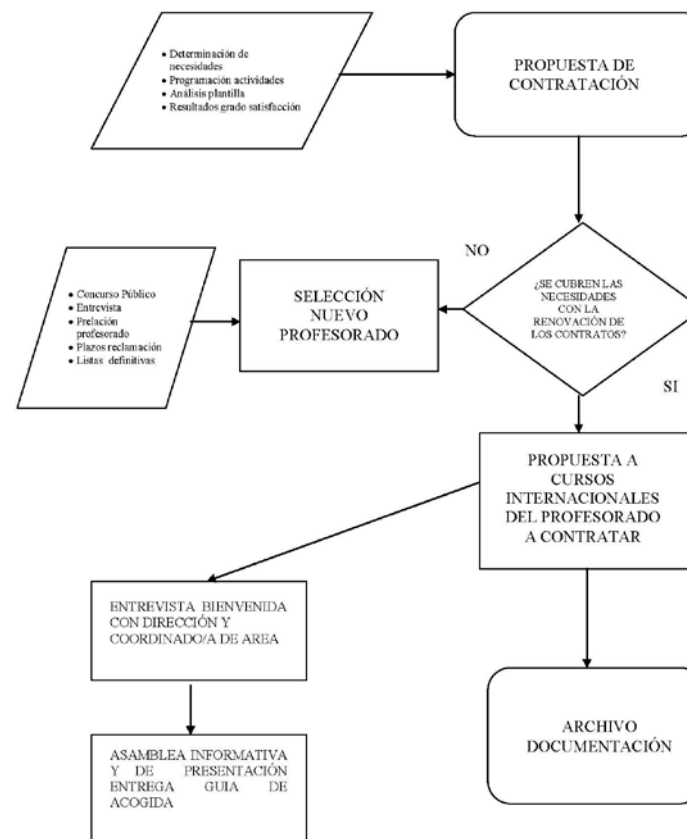 • Determinación de
necesidades
• Programación actividades
• Análisis plantilla
• Resultados grado satisfacción
PROPUESTA DE
CONTRATACIÓN
NO
¿SE CUBREN LAS
NECESIDADES
CON LA
RENOVACIÓN DE
LOS CONTRATOS?
SI
• Concurso Público
• Entrevista
• Prelación
profesorado
• Plazos reclamación
• Listas definitivas
SELECCIÓN
NUEVO
PROFESORADO
PROPUESTA A
CURSOS
INTERNACIONALES
DEL PROFESORADO
A CONTRATAR
ENTREVISTA BIENVENIDA
CON DIRECCIÓN Y
COORDINADO/A DE AREA
ASAMBLEA INFORMATIVA
Y DE PRESENTACIÓN
ENTREGA GUIA DE
ACOGIDA
ARCHIVO
DOCUMENTACIÓN